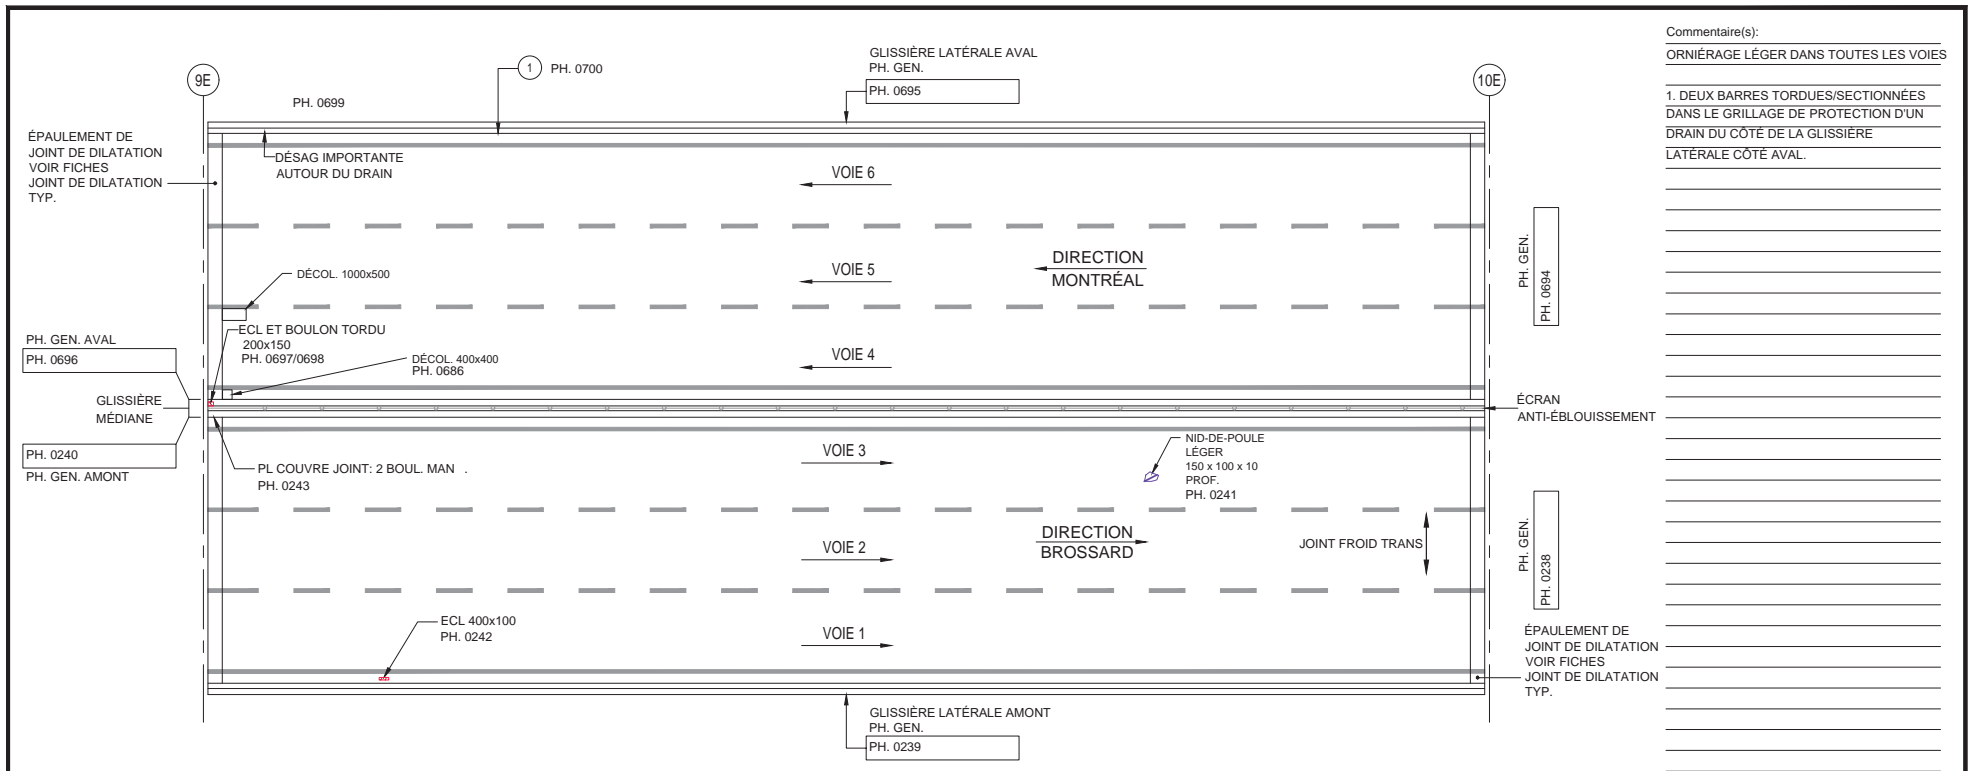 9E
10E
PH. 0699
1
PH. 0700
GLISSIÈRE LATÉRALE AVAL
PH. GEN.
PH. 0695
ÉPAULEMENT DE
JOINT DE DILATATION
VOIR FICHES
JOINT DE DILATATION
TYP.
DÉSAG IMPORTANTE
AUTOUR DU DRAIN
VOIE 6
VOIE 5
DIRECTION
MONTRÉAL
PH. GEN.
PH. 0694
DÉCOL. 1000x500
ECL ET BOULON TORDU
200x150
PH. 0697/0698
DÉCOL. 400x400
PH. 0686
VOIE 4
PH. GEN. AVAL
PH. 0696
GLISSIÈRE
MÉDIANE
PH. 0240
PH. GEN. AMONT
ÉCRAN
ANTI-ÉBLOUISSEMENT
PL COUVRE JOINT: 2 BOUL. MAN .
PH. 0243
VOIE 3
NID-DE-POULE
LÉGER
150 x 100 x 10
PROF.
PH. 0241
DIRECTION
BROSSARD
VOIE 2
JOINT FROID TRANS
PH. GEN.
PH. 0238
ECL 400x100
PH. 0242
VOIE 1
ÉPAULEMENT DE
JOINT DE DILATATION
VOIR FICHES
JOINT DE DILATATION
TYP.
GLISSIÈRE LATÉRALE AMONT
PH. GEN.
PH. 0239
Commentaire(s):
ORNIÉRAGE LÉGER DANS TOUTES LES VOIES
1. DEUX BARRES TORDUES/SECTIONNÉES
DANS LE GRILLAGE DE PROTECTION D'UN
DRAIN DU CÔTÉ DE LA GLISSIÈRE
LATÉRALE CÔTÉ AVAL.